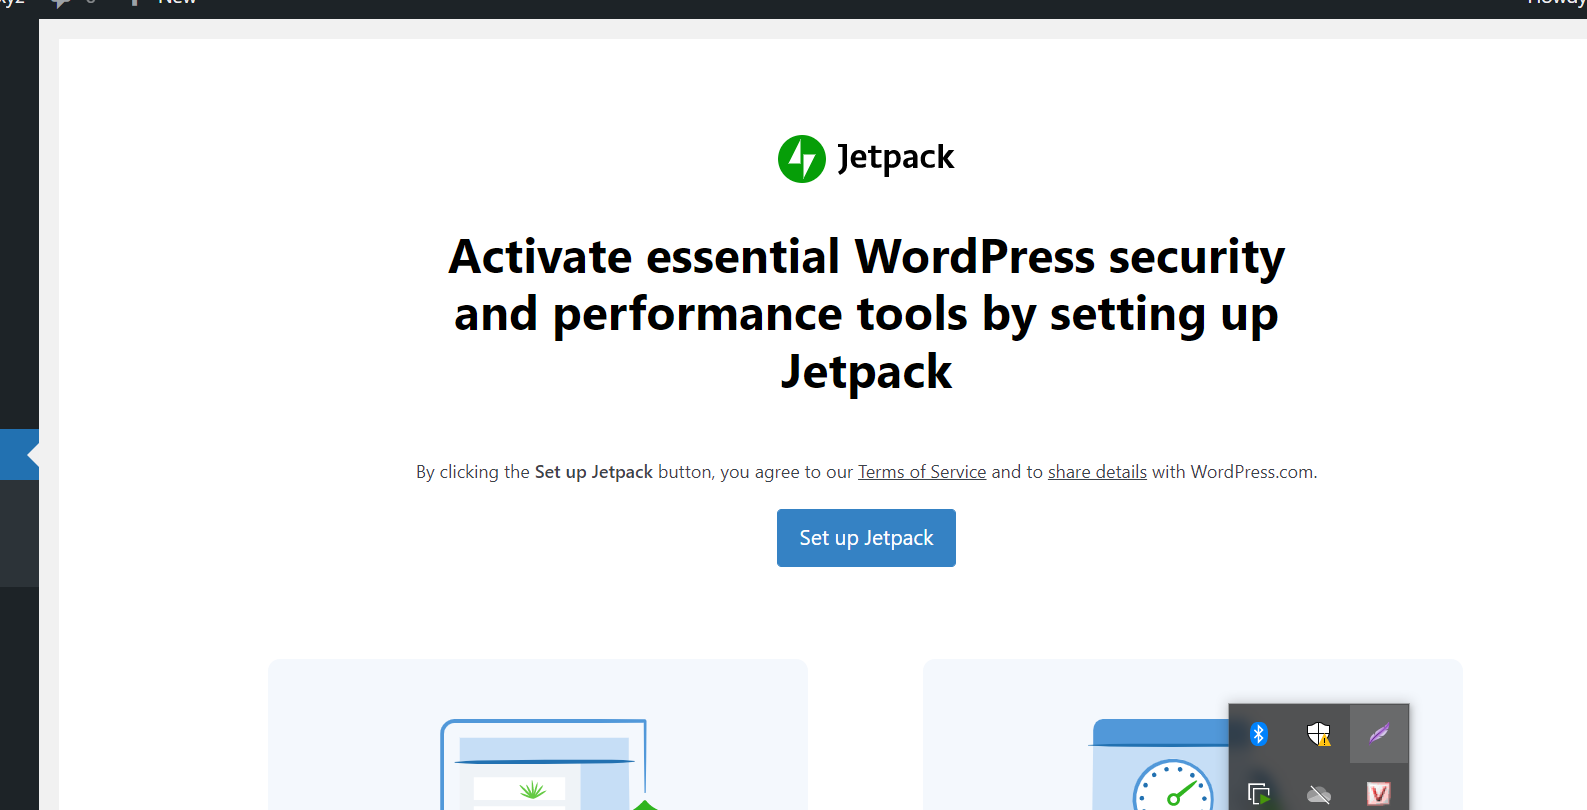 New
Jetpack
Activate essential WordPress security
and performance tools by setting up
Jetpack
By clicking the Set up Jetpack button, you agree to our Terms of Service and to share details with WordPress.com.
Set up Jetpack
V